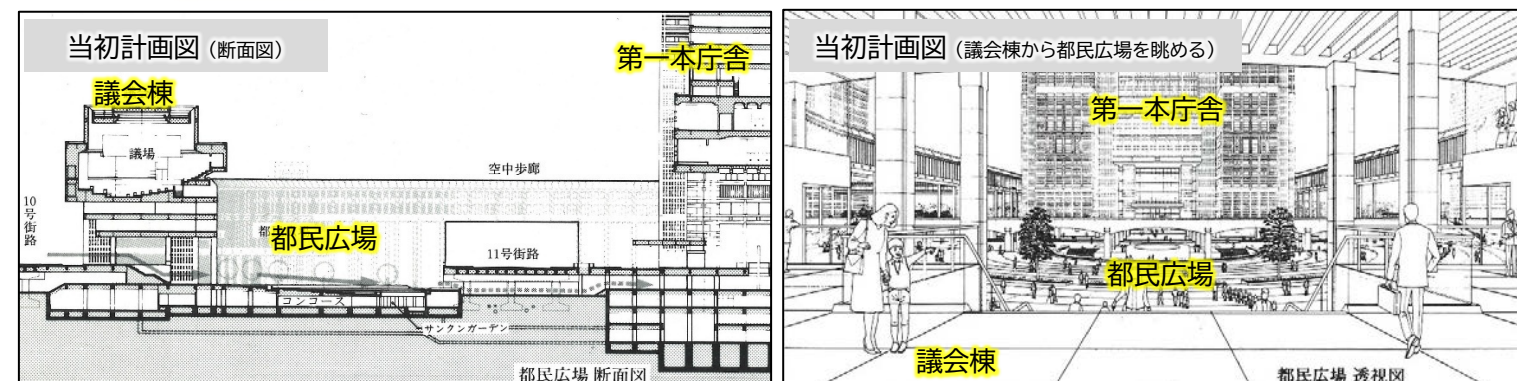 当初計画図（断面図）
第一本庁舎
議会棟
議場
空中歩廊
10号街路
都民広場
11号街路
コンコース
サンクンガーデン
都民広場 断面図
当初計画図（議会棟から都民広場を眺める）
第一本庁舎
都民広場
議会棟
都民広場 透視図